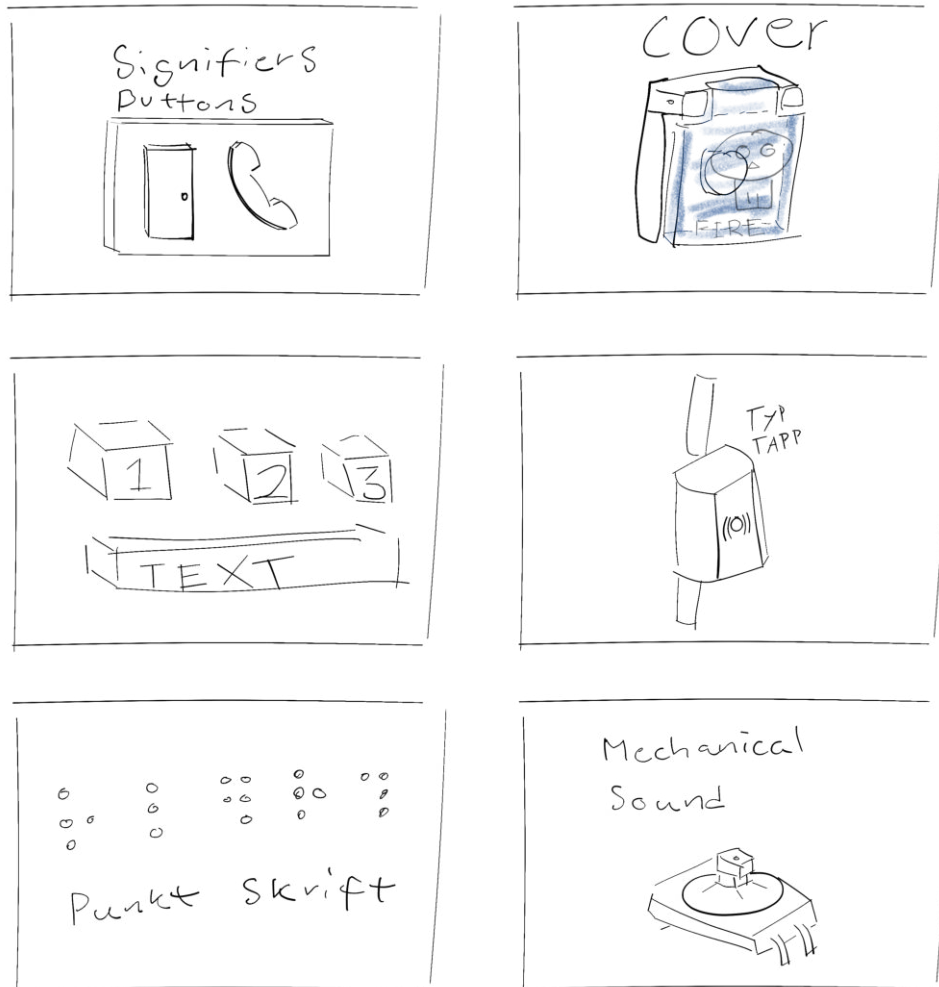 Signifiers
Buttons
COVER
FIRE
1 2 3
TEXT
TYP
TAPP
Punkt Skrift
Mechanical
Sound